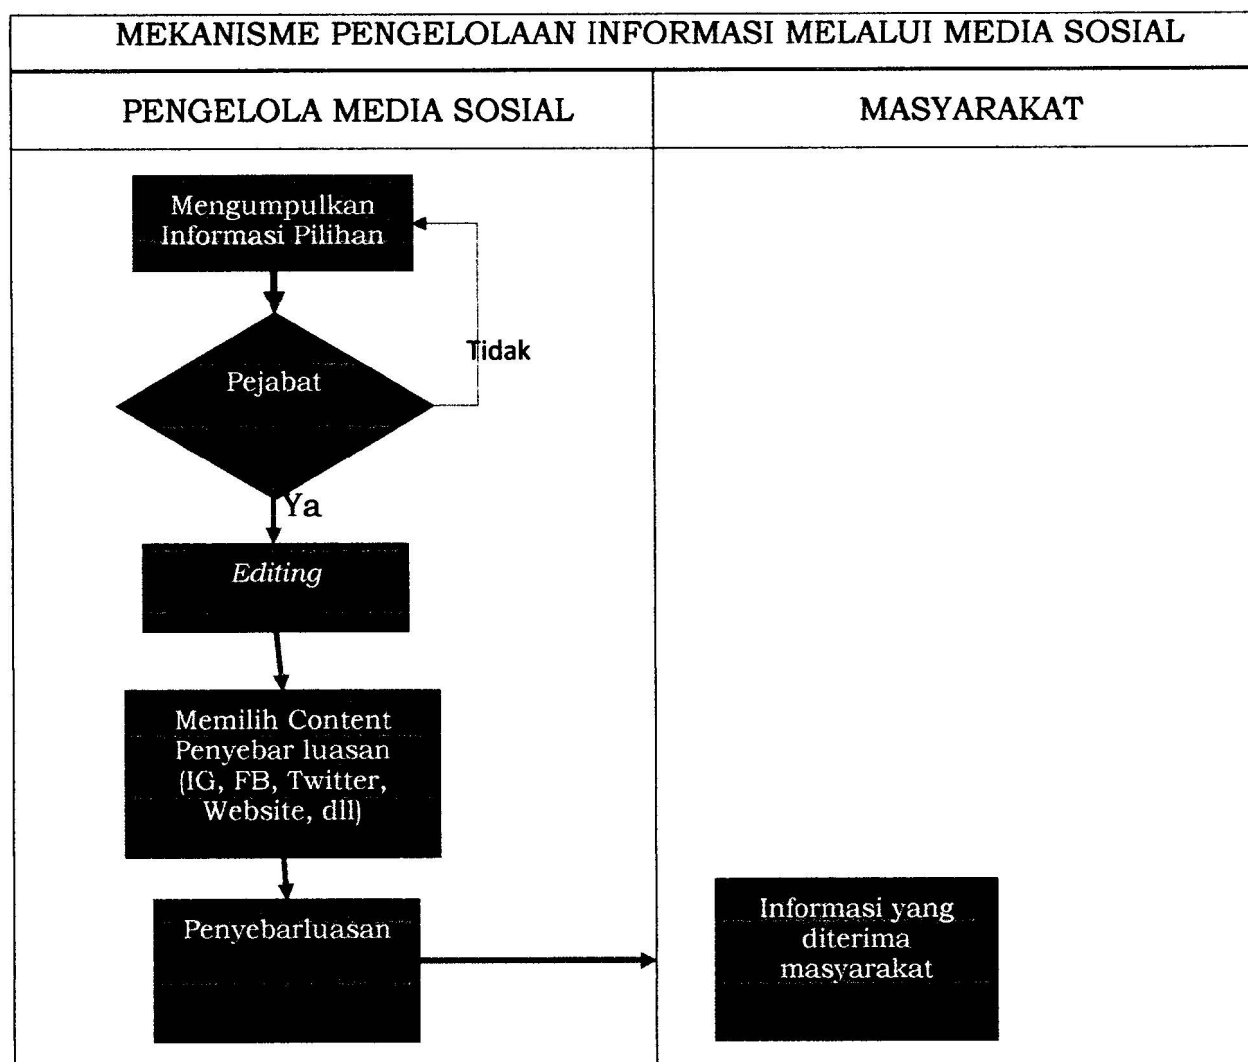 MEKANISME PENGELOLAAN INFORMASI MELALUI MEDIA SOSIAL
PENGELOLA MEDIA SOSIAL
MASYARAKAT
Mengumpulkan
Informasi Pilihan
Tidak
Pejabat
Ya
Editing
Memilih Content
Penyebar luasan
(IG, FB, Twitter,
Website, dll)
Penyebarluasan
Informasi yang
diterima
masyarakat